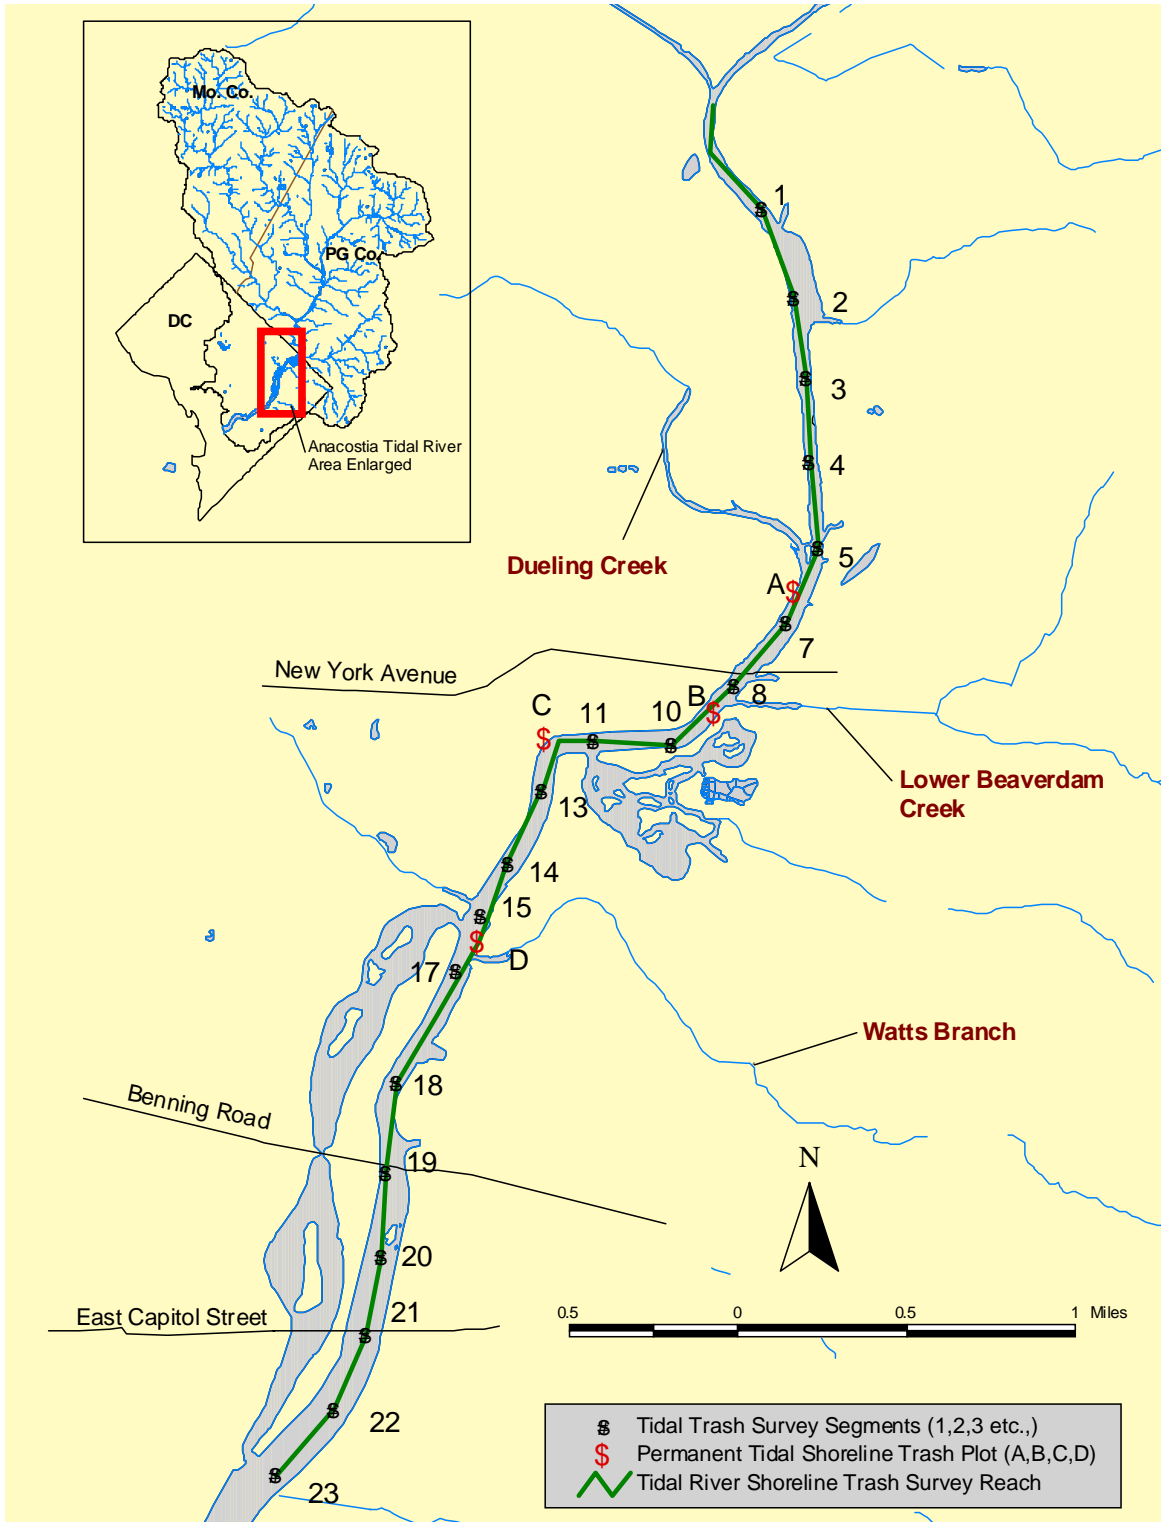 Mo. Co.
PG Co.
DC
Anacostia Tidal River
Area Enlarged
1
2
3
4
5
Dueling Creek
A
7
New York Avenue
8
B
C
11
10
Lower Beaverdam
Creek
13
14
15
17
D
Watts Branch
18
Benning Road
19
N
20
21
East Capitol Street
0.5 0 0.5 1 Miles
22
23
$ Tidal Trash Survey Segments (1,2,3 etc.,)
$ Permanent Tidal Shoreline Trash Plot (A,B,C,D)
Tidal River Shoreline Trash Survey Reach